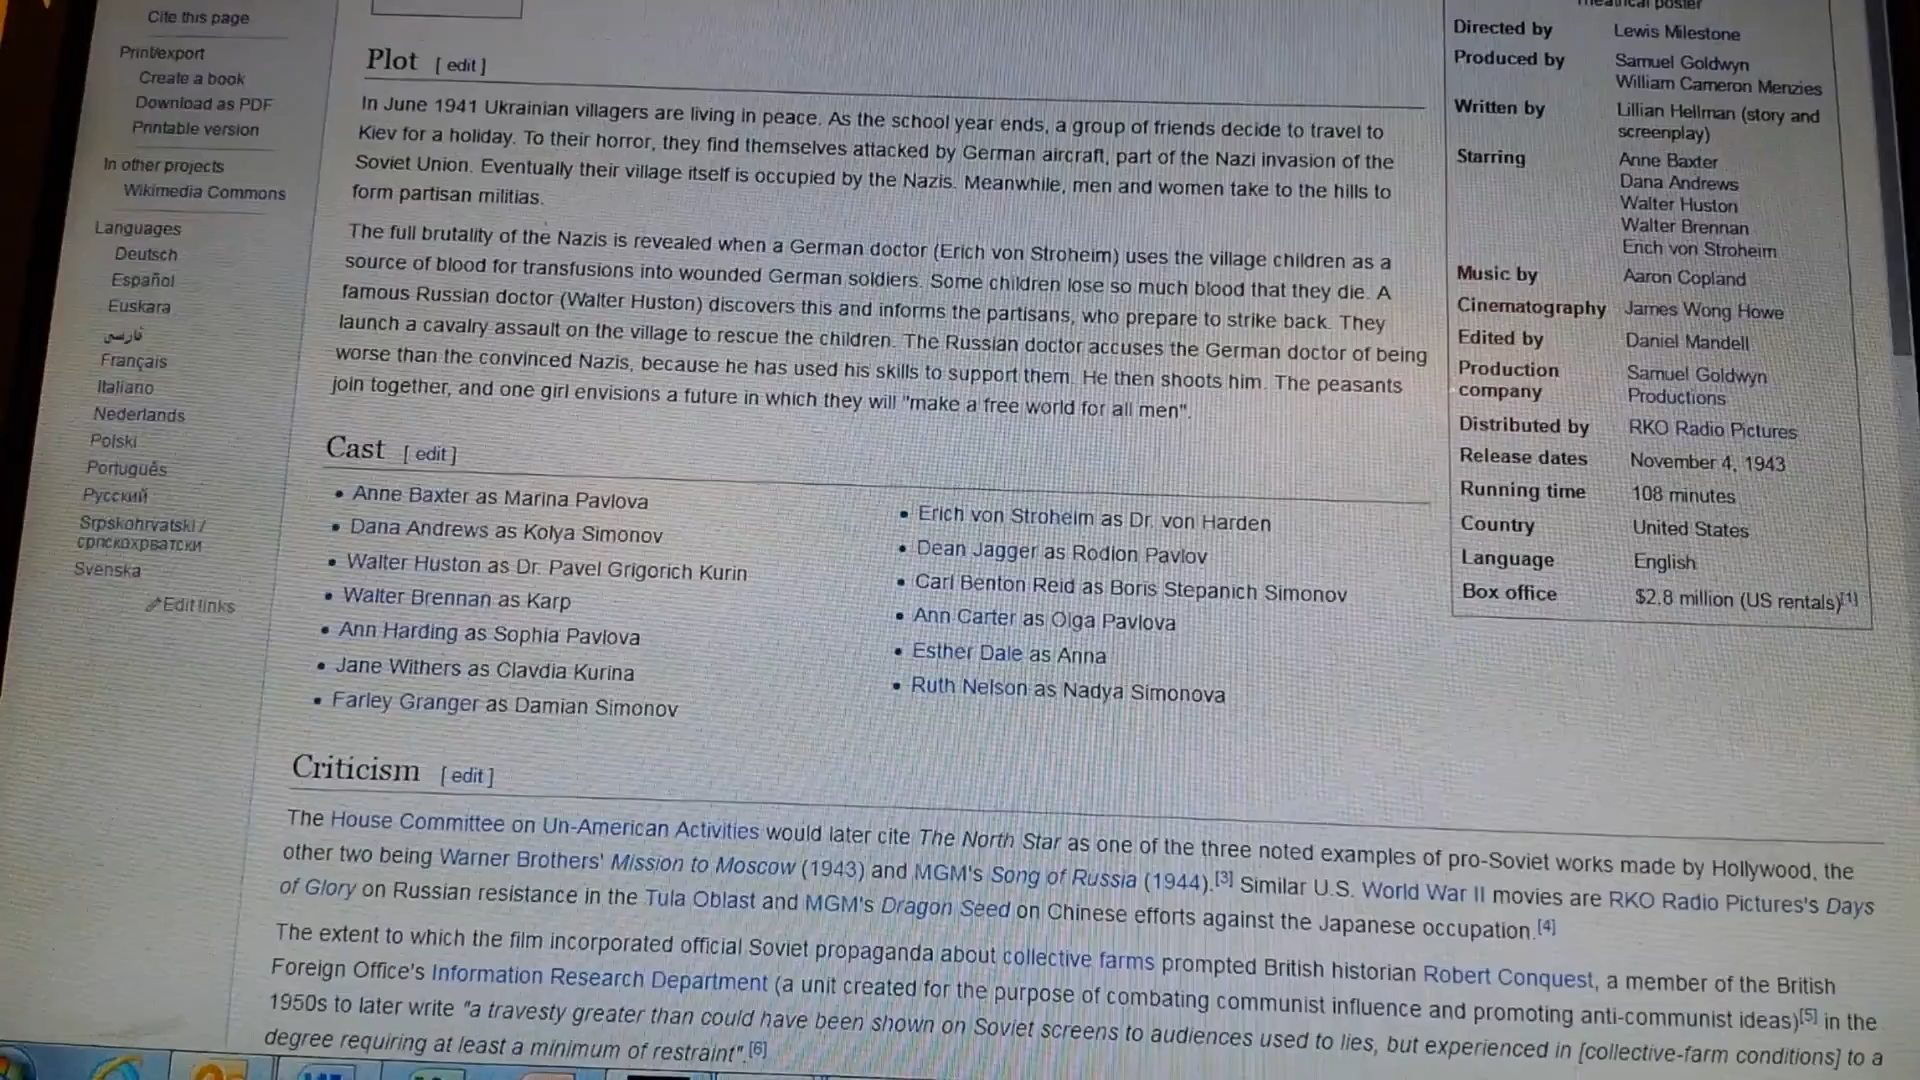 Cite this page
Print/export
Create a book
Download as PDF
Printable version
In other projects
Wikimedia Commons
Languages
Deutsch
Español
Euskara
فارسی
Français
Italiano
Nederlands
Polski
Português
Русский
Srpskohrvatski /
српскохрватски
Svenska
Edit links
Plot [ edit ]
In June 1941 Ukrainian villagers are living in peace. As the school year ends, a group of friends decide to travel to
Kiev for a holiday. To their horror, they find themselves attacked by German aircraft, part of the Nazi invasion of the
Soviet Union. Eventually their village itself is occupied by the Nazis. Meanwhile, men and women take to the hills to
form partisan militias.
The full brutality of the Nazis is revealed when a German doctor (Erich von Stroheim) uses the village children as a
source of blood for transfusions into wounded German soldiers. Some children lose so much blood that they die. A
famous Russian doctor (Walter Huston) discovers this and informs the partisans, who prepare to strike back. They
launch a cavalry assault on the village to rescue the children. The Russian doctor accuses the German doctor of being
worse than the convinced Nazis, because he has used his skills to support them. He then shoots him. The peasants
join together, and one girl envisions a future in which they will "make a free world for all men".
Cast [ edit ]
• Anne Baxter as Marina Pavlova
• Dana Andrews as Kolya Simonov
• Walter Huston as Dr. Pavel Grigorich Kurin
• Walter Brennan as Karp
• Ann Harding as Sophia Pavlova
• Jane Withers as Clavdia Kurina
• Farley Granger as Damian Simonov
• Erich von Stroheim as Dr. von Harden
• Dean Jagger as Rodion Pavlov
• Carl Benton Reid as Boris Stepanich Simonov
• Ann Carter as Olga Pavlova
• Esther Dale as Anna
• Ruth Nelson as Nadya Simonova
Criticism [ edit ]
The House Committee on Un-American Activities would later cite The North Star as one of the three noted examples of pro-Soviet works made by Hollywood, the
other two being Warner Brothers' Mission to Moscow (1943) and MGM's Song of Russia (1944).[3] Similar U.S. World War II movies are RKO Radio Pictures's Days
of Glory on Russian resistance in the Tula Oblast and MGM's Dragon Seed on Chinese efforts against the Japanese occupation.[4]
The extent to which the film incorporated official Soviet propaganda about collective farms prompted British historian Robert Conquest, a member of the British
Foreign Office's Information Research Department (a unit created for the purpose of combating communist influence and promoting anti-communist ideas)[5] in the
1950s to later write "a travesty greater than could have been shown on Soviet screens to audiences used to lies, but experienced in [collective-farm conditions] to a
degree requiring at least a minimum of restraint".[6]
Theatrical poster
Directed by Lewis Milestone
Produced by Samuel Goldwyn
William Cameron Menzies
Written by Lillian Hellman (story and
screenplay)
Starring Anne Baxter
Dana Andrews
Walter Huston
Walter Brennan
Erich von Stroheim
Music by Aaron Copland
Cinematography James Wong Howe
Edited by Daniel Mandell
Production Samuel Goldwyn
company Productions
Distributed by RKO Radio Pictures
Release dates November 4, 1943
Running time 108 minutes
Country United States
Language English
Box office $2.8 million (US rentals)[1]